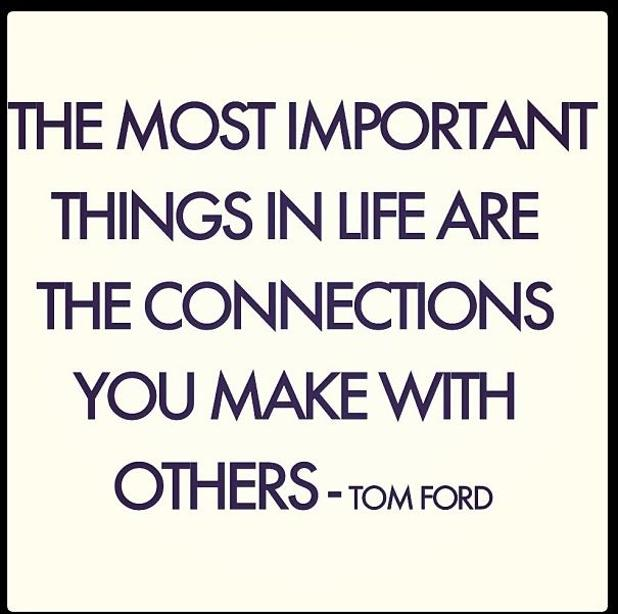 THE MOST IMPORTANT
THINGS IN LIFE ARE
THE CONNECTIONS
YOU MAKE WITH
OTHERS - TOM FORD